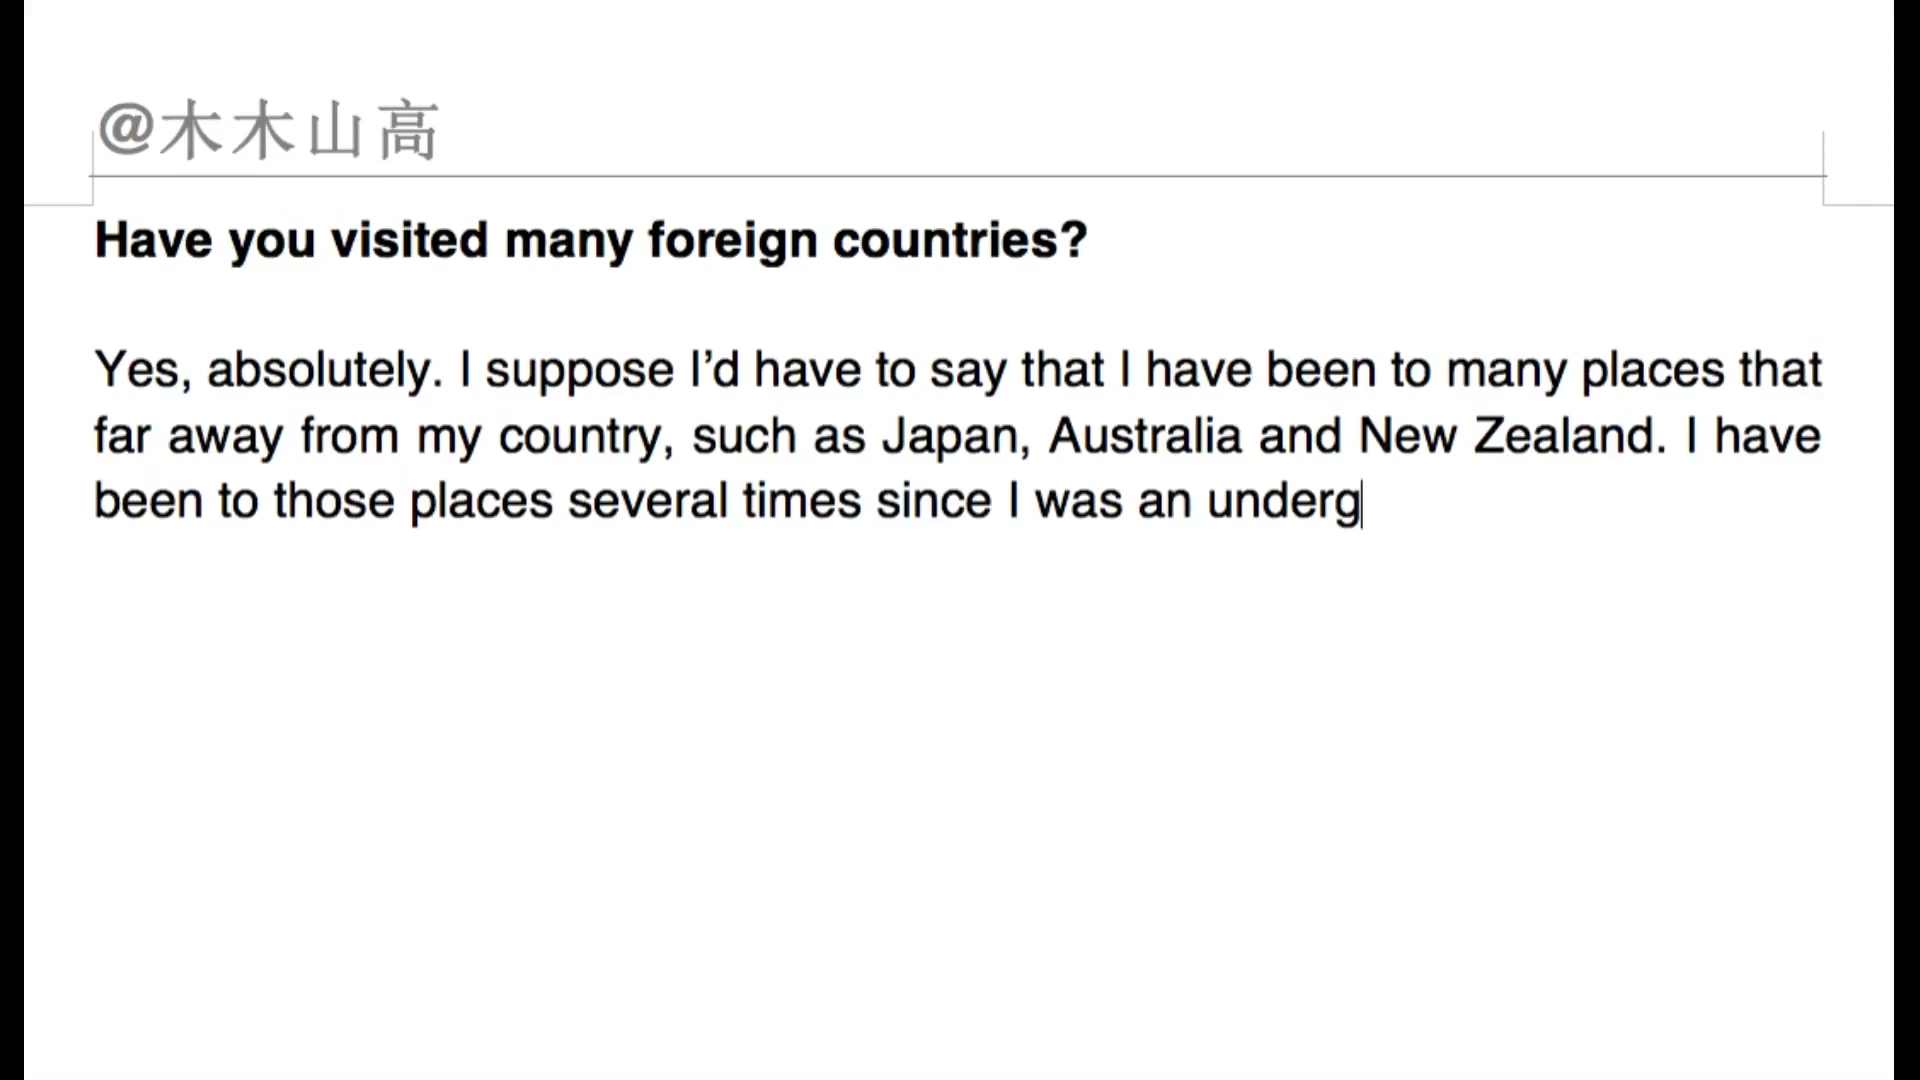 @木木山高
Have you visited many foreign countries?
Yes, absolutely. I suppose I’d have to say that I have been to many places that
far away from my country, such as Japan, Australia and New Zealand. I have
been to those places several times since I was an underg